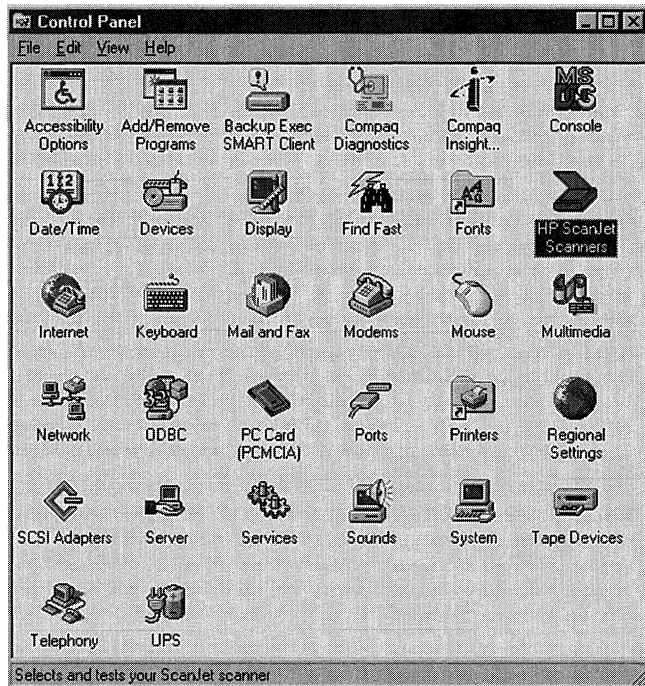 Control Panel
File Edit View Help
Accessibility Options
Add/Remove Programs
Backup Exec SMART Client
Compaq Diagnostics
Compaq Insight...
MS DOS
Console
Date/Time
Devices
Display
Find Fast
Fonts
HP ScanJet Scanners
Internet
Keyboard
Mail and Fax
Modems
Mouse
Multimedia
Network
ODBC
PC Card (PCMCIA)
Ports
Printers
Regional Settings
SCSI Adapters
Server
Services
Sounds
System
Tape Devices
Telephony
UPS
Selects and tests your ScanJet scanner